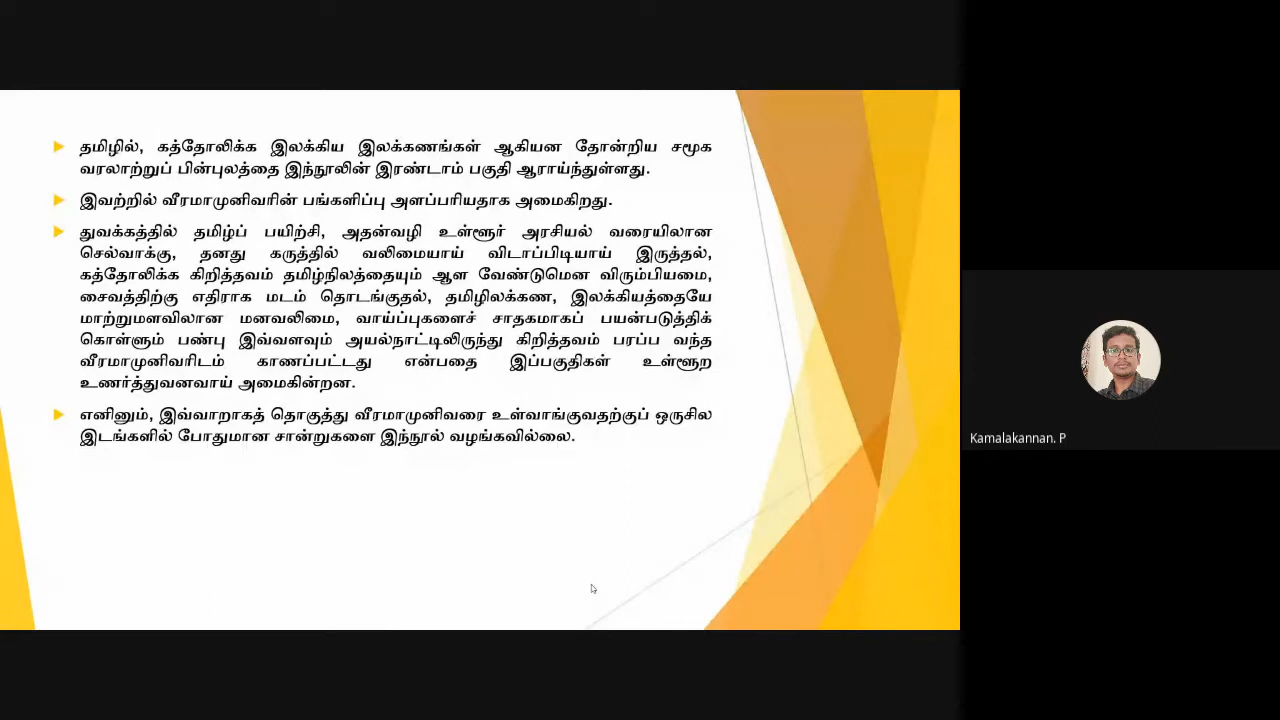 தமிழில், கத்தோலிக்க இலக்கிய இலக்கணங்கள் ஆகியன தோன்றிய சமூக
வரலாற்றுப் பின்புலத்தை இந்நூலின் இரண்டாம் பகுதி ஆராய்ந்துள்ளது.
இவற்றில் வீரமாமுனிவரின் பங்களிப்பு அளப்பரியதாக அமைகிறது.
துவக்கத்தில் தமிழ்ப் பயிற்சி, அதன்வழி உள்ளூர் அரசியல் வரையிலான
செல்வாக்கு, தனது கருத்தில் வலிமையாய் விடாப்பிடியாய் இருத்தல்,
கத்தோலிக்க கிறித்தவம் தமிழ்நிலத்தையும் ஆள வேண்டுமென விரும்பியமை,
சைவத்திற்கு எதிராக மடம் தொடங்குதல், தமிழிலக்கண, இலக்கியத்தையே
மாற்றுமளவிலான மனவலிமை, வாய்ப்புகளைச் சாதகமாகப் பயன்படுத்திக்
கொள்ளும் பண்பு இவ்வளவும் அயல்நாட்டிலிருந்து கிறித்தவம் பரப்ப வந்த
வீரமாமுனிவரிடம் காணப்பட்டது என்பதை இப்பகுதிகள் உள்ளூற
உணர்த்துவனவாய் அமைகின்றன.
எனினும், இவ்வாறாகத் தொகுத்து வீரமாமுனிவரை உள்வாங்குவதற்குப் ஒருசில
இடங்களில் போதுமான சான்றுகளை இந்நூல் வழங்கவில்லை.
Kamalakannan. P